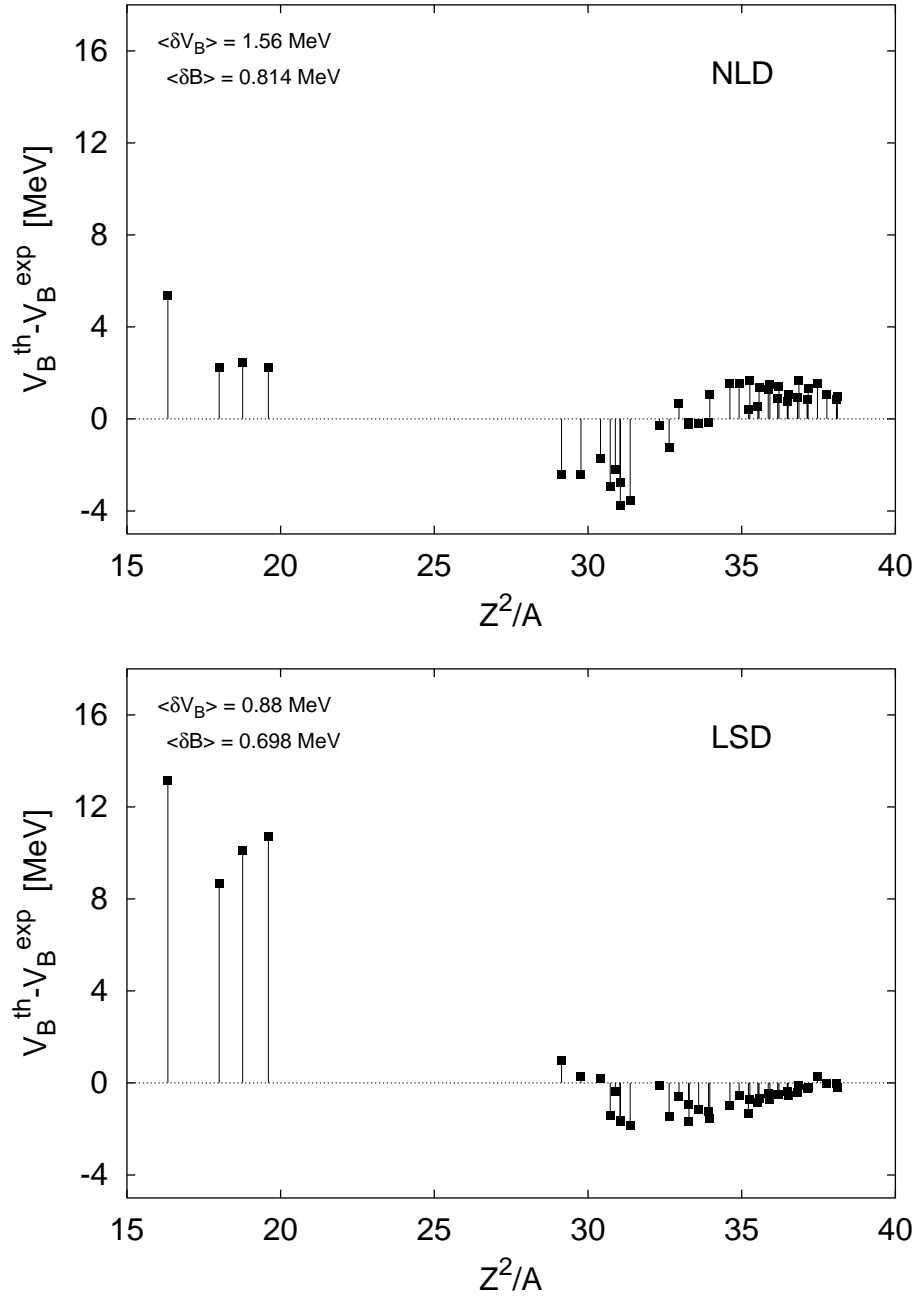 <δV_B> = 1.56 MeV
<δB> = 0.814 MeV
NLD
V_B^th-V_B^exp [MeV]
16
12
8
4
0
-4
15 20 25 30 35 40
Z^2/A
<δV_B> = 0.88 MeV
<δB> = 0.698 MeV
LSD
V_B^th-V_B^exp [MeV]
16
12
8
4
0
-4
15 20 25 30 35 40
Z^2/A